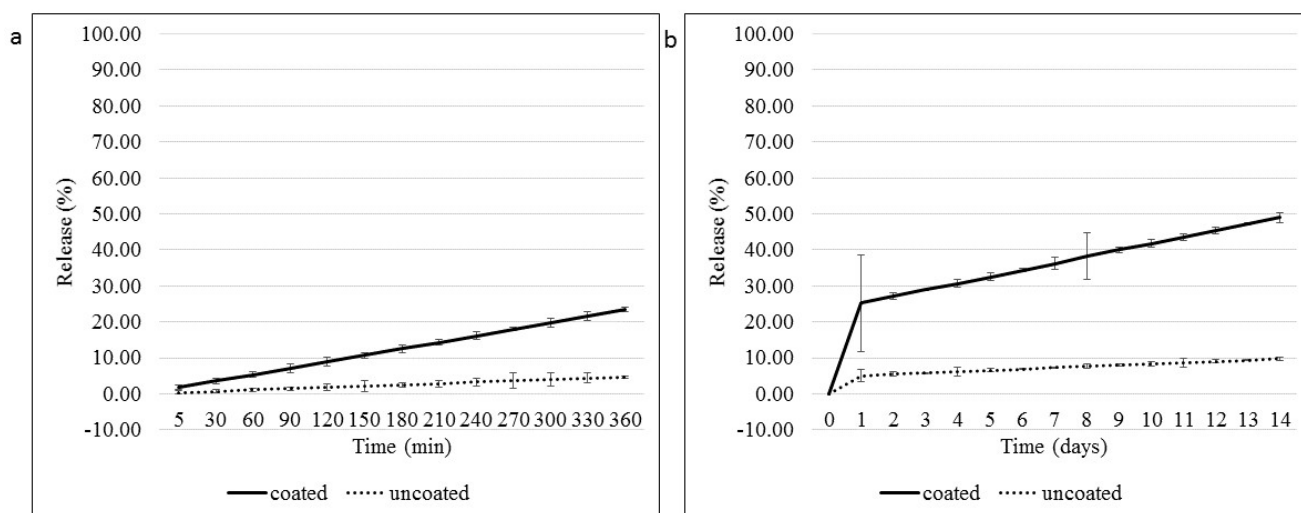 a
100.00
90.00
80.00
70.00
60.00
50.00
40.00
30.00
20.00
10.00
0.00
-10.00
Release (%)
5 30 60 90 120 150 180 210 240 270 300 330 360
Time (min)
coated uncoated
b
100.00
90.00
80.00
70.00
60.00
50.00
40.00
30.00
20.00
10.00
0.00
-10.00
Release (%)
0 1 2 3 4 5 6 7 8 9 10 11 12 13 14
Time (days)
coated uncoated